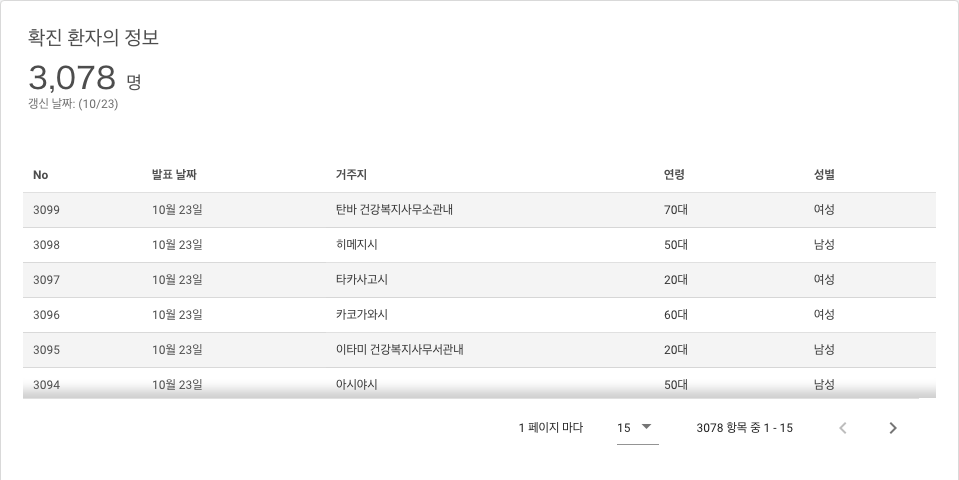 확진 환자의 정보
3,078 명
갱신 날짜: (10/23)
No 발표 날짜 거주지 연령 성별
3099 10월 23일 탄바 건강복지사무소관내 70대 여성
3098 10월 23일 히메지시 50대 남성
3097 10월 23일 타카사고시 20대 여성
3096 10월 23일 카코가와시 60대 여성
3095 10월 23일 이타미 건강복지사무서관내 20대 남성
3094 10월 23일 아시야시 50대 남성
1 페이지 마다 15 3078 항목 중 1 - 15